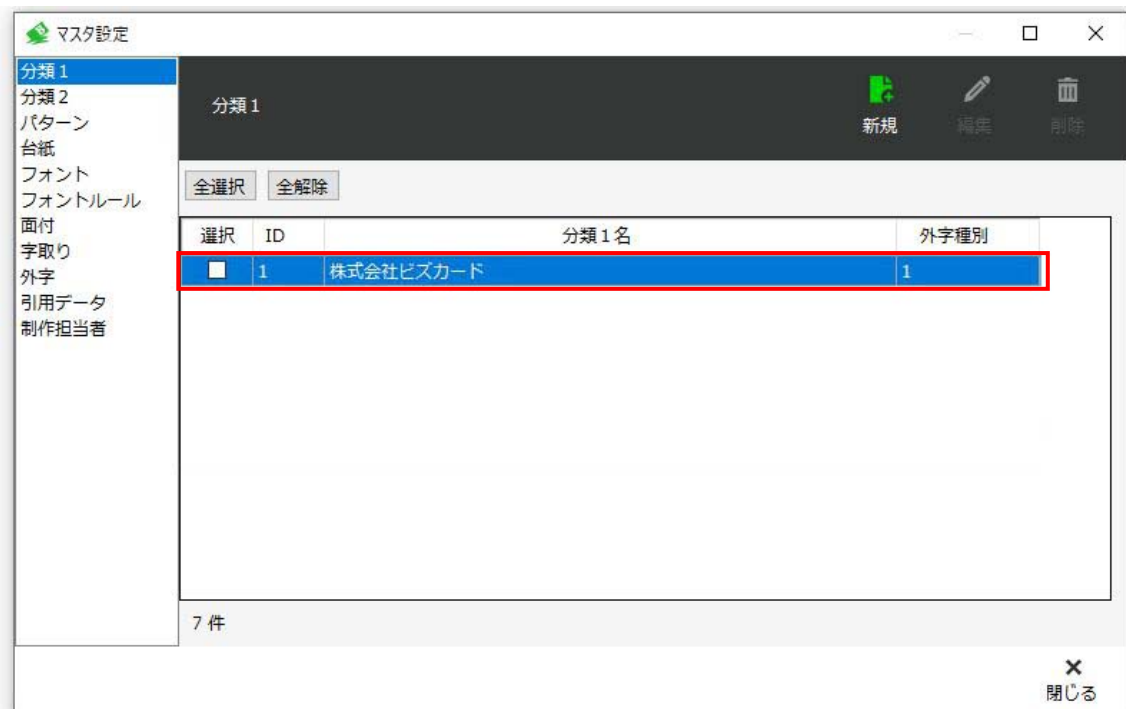 マスタ設定
分類1
分類2
パターン
台紙
フォント
フォントルール
面付
字取り
外字
引用データ
制作担当者
分類1
新規
編集
削除
全選択 全解除
選択 ID 分類1名 外字種別
1 株式会社ビズカード 1
7 件
閉じる